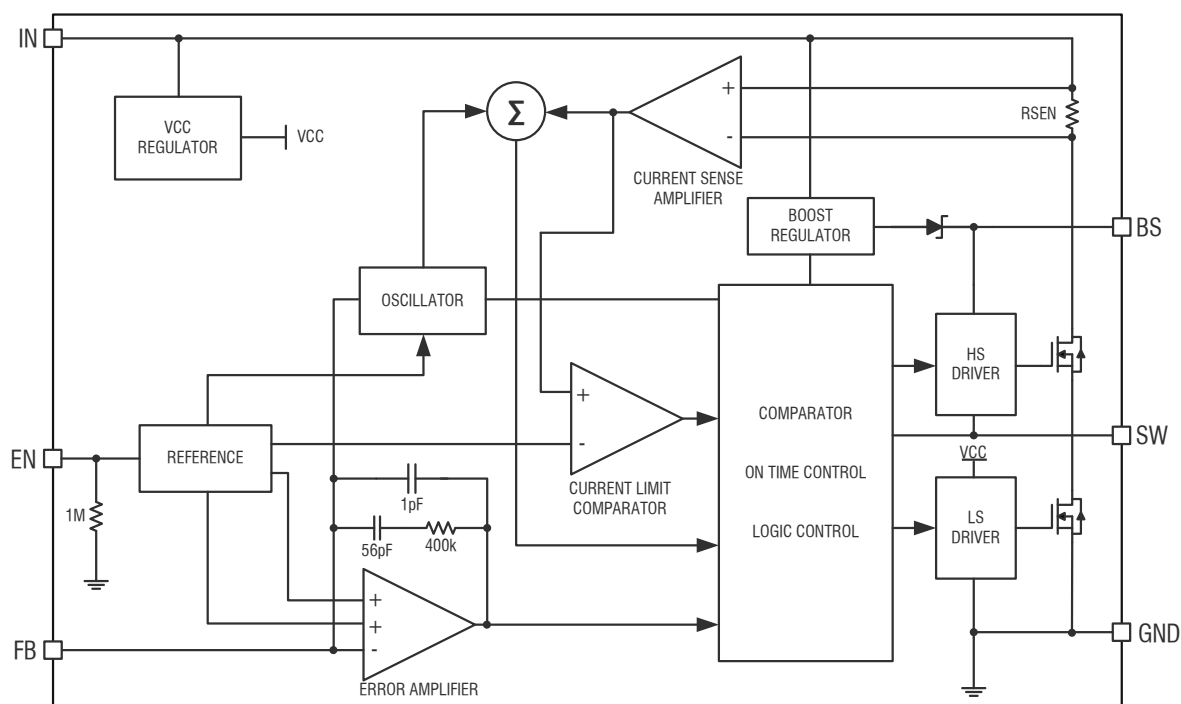 IN
VCC
REGULATOR
VCC
Σ
+
-
RSEN
CURRENT SENSE
AMPLIFIER
BOOST
REGULATOR
BS
OSCILLATOR
HS
DRIVER
+
-
CURRENT LIMIT
COMPARATOR
COMPARATOR
ON TIME CONTROL
LOGIC CONTROL
SW
VCC
EN
REFERENCE
1M
1pF
56pF
400k
LS
DRIVER
+
+
-
FB
ERROR AMPLIFIER
GND